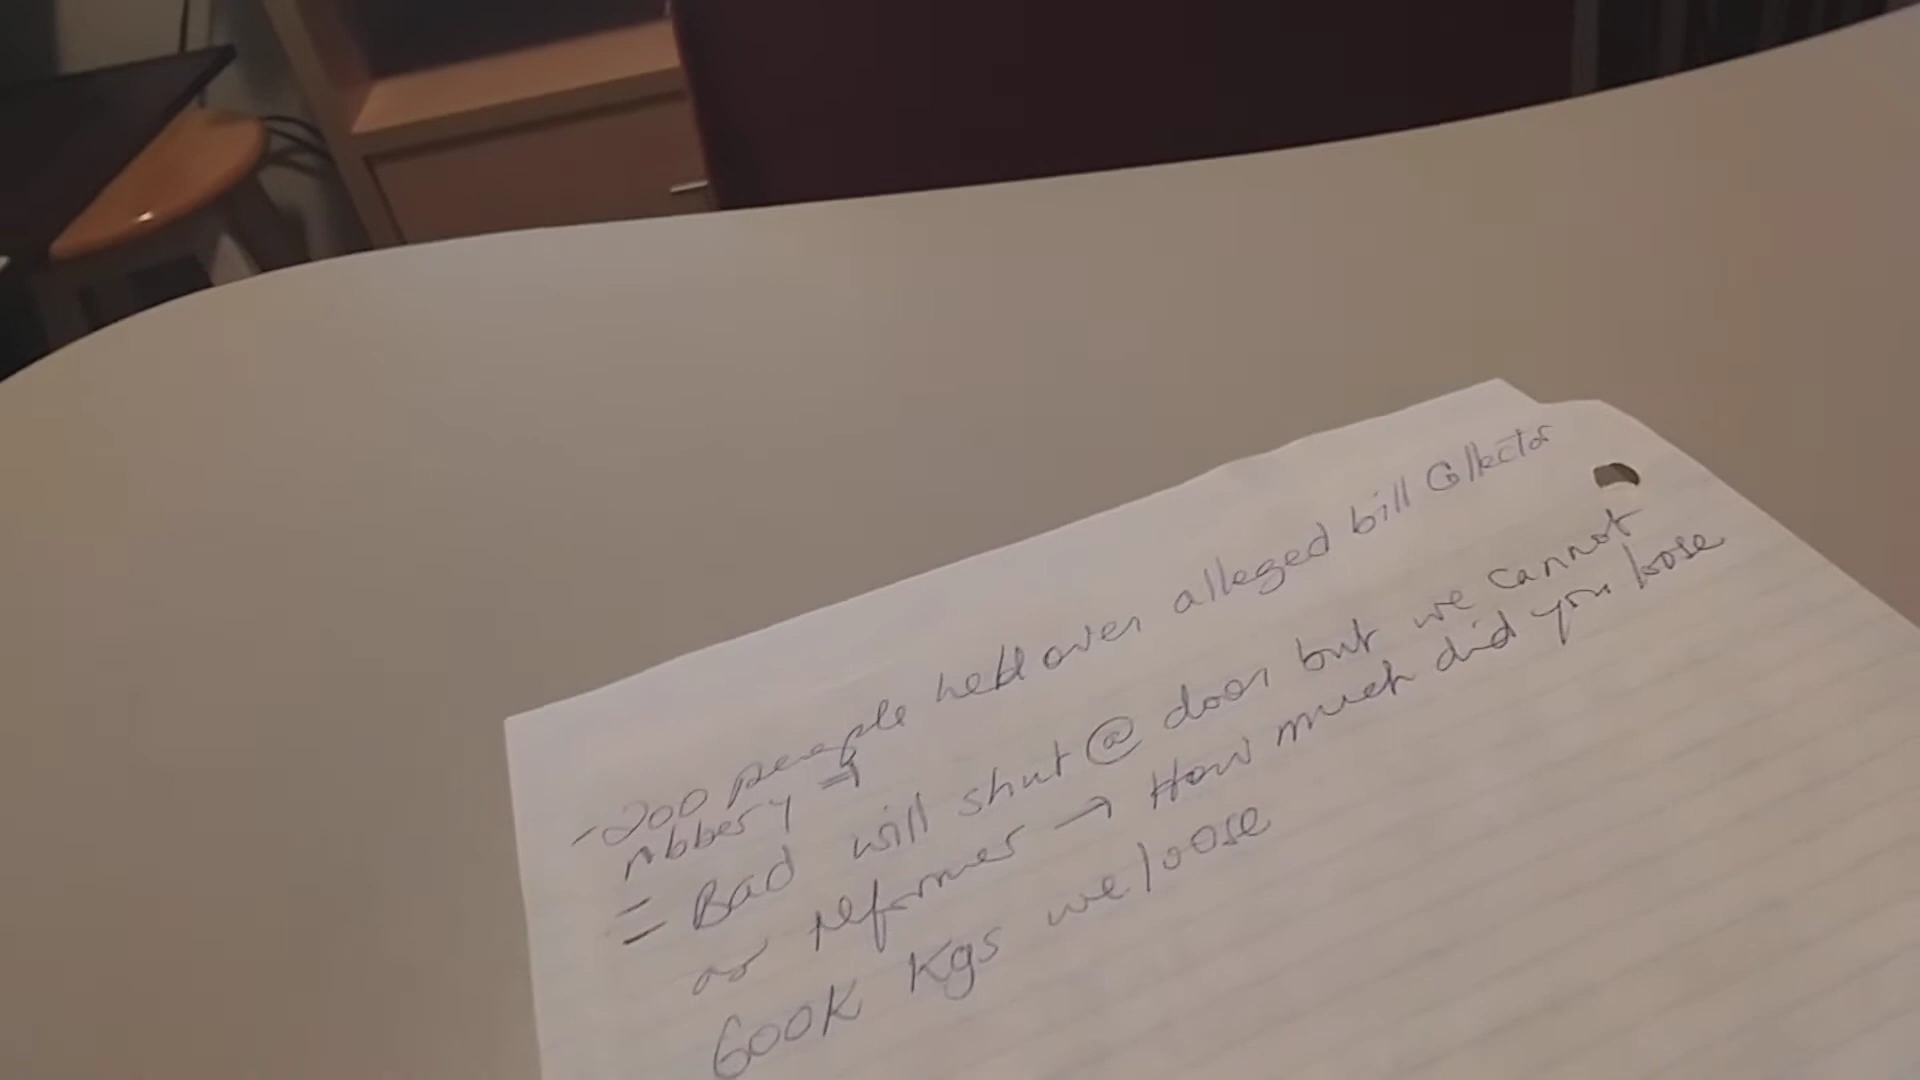 -200 people held over alleged bill collector
robbery =
= Bad will shut @ door but we cannot
as reformer → How much did you loose
600K Kgs we loose